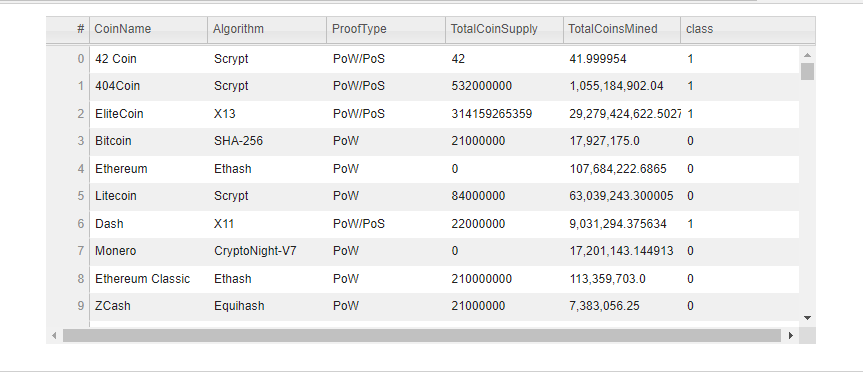 # CoinName Algorithm ProofType TotalCoinSupply TotalCoinsMined class
0 42 Coin Scrypt PoW/PoS 42 41.999954 1
1 404Coin Scrypt PoW/PoS 532000000 1,055,184,902.04 1
2 EliteCoin X13 PoW/PoS 314159265359 29,279,424,622.5027 1
3 Bitcoin SHA-256 PoW 21000000 17,927,175.0 0
4 Ethereum Ethash PoW 0 107,684,222.6865 0
5 Litecoin Scrypt PoW 84000000 63,039,243.300005 0
6 Dash X11 PoW/PoS 22000000 9,031,294.375634 1
7 Monero CryptoNight-V7 PoW 0 17,201,143.144913 0
8 Ethereum Classic Ethash PoW 210000000 113,359,703.0 0
9 ZCash Equihash PoW 21000000 7,383,056.25 0